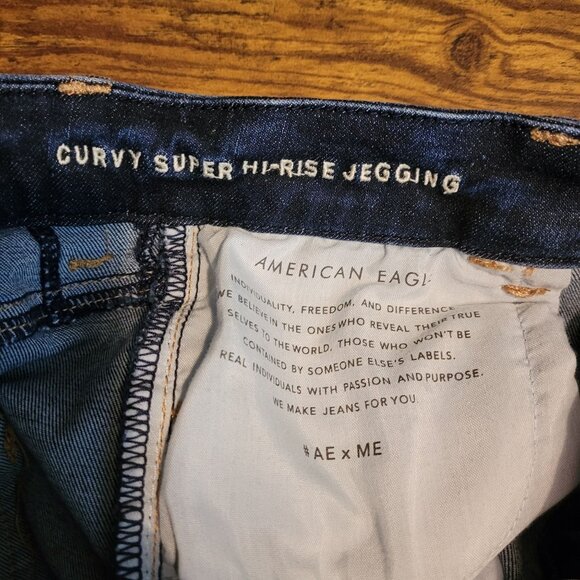 CURVY SUPER HI-RISE JEGGING
AMERICAN EAGL
INDIVIDUALITY, FREEDOM, AND DIFFERENCE
WE BELIEVE IN THE ONES WHO REVEAL THEIR TRUE
SELVES TO THE WORLD. THOSE WHO WON'T BE
CONTAINED BY SOMEONE ELSE'S LABELS.
REAL INDIVIDUALS WITH PASSION AND PURPOSE.
WE MAKE JEANS FOR YOU.
# AE x ME